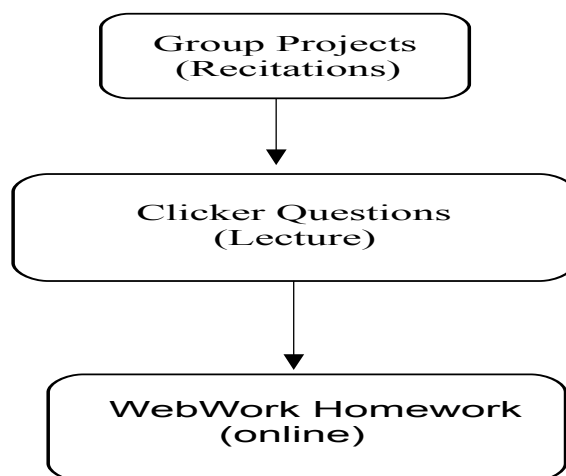 Group Projects
(Recitations)
Clicker Questions
(Lecture)
WebWork Homework
(online)